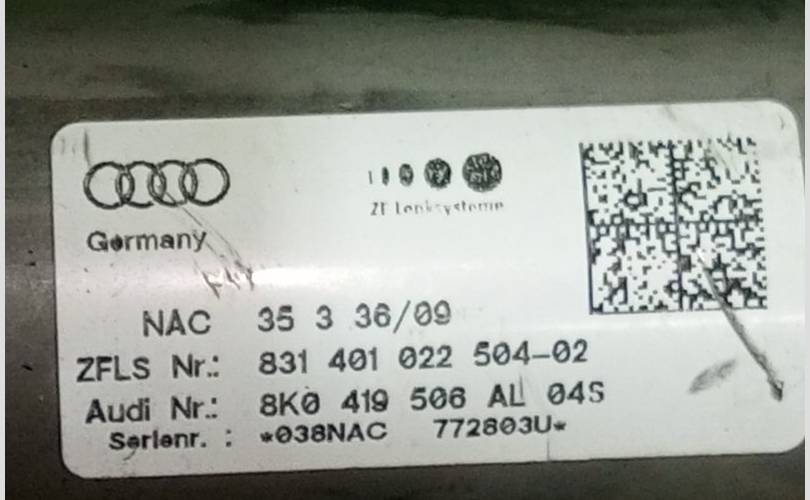 ZF Lenksysteme
Germany
NAC 35 3 36/09
ZFLS Nr.: 831 401 022 504-02
Audi Nr.: 8K0 419 506 AL 04S
Serienr. : *038NAC 772803U*